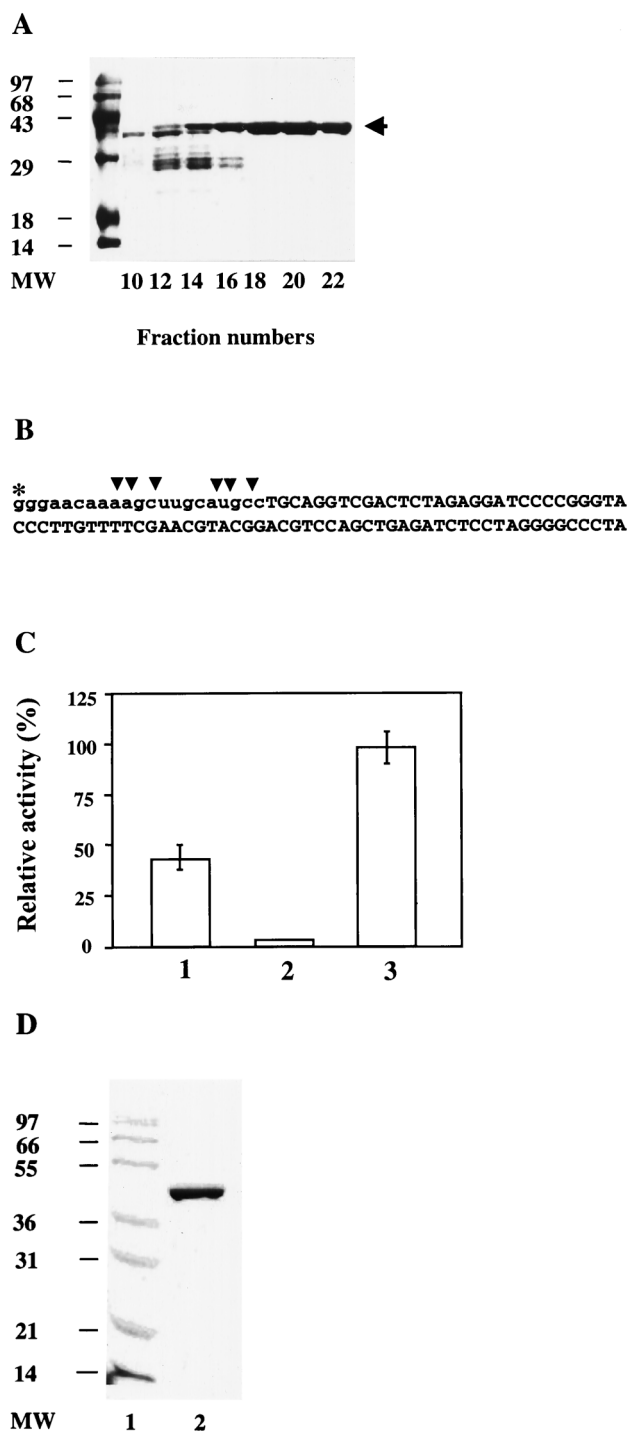 A
97
68
43
29
18
14
MW 10 12 14 16 18 20 22
Fraction numbers
B
*
gggaacaaaagcuugcaugccTGCAGGTCGACTCTAGAGGATCCCCGGGTA
CCCTTGTTTTCGAACGTACGGACGTCCAGCTGAGATCTCCTAGGGGCCCTA
C
Relative activity (%)
125
100
75
50
25
0
1 2 3
D
97
66
55
36
31
21
14
MW 1 2